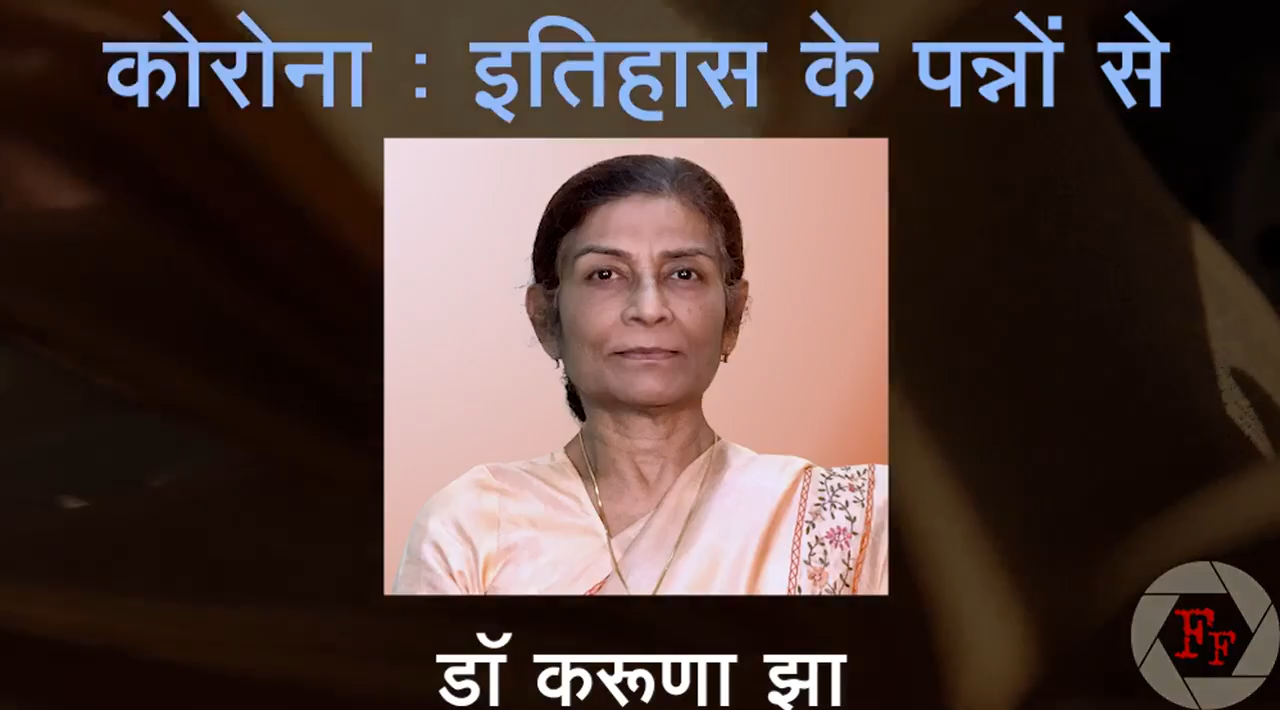 कोरोना : इतिहास के पन्नों से
डॉ करूणा झा
FF